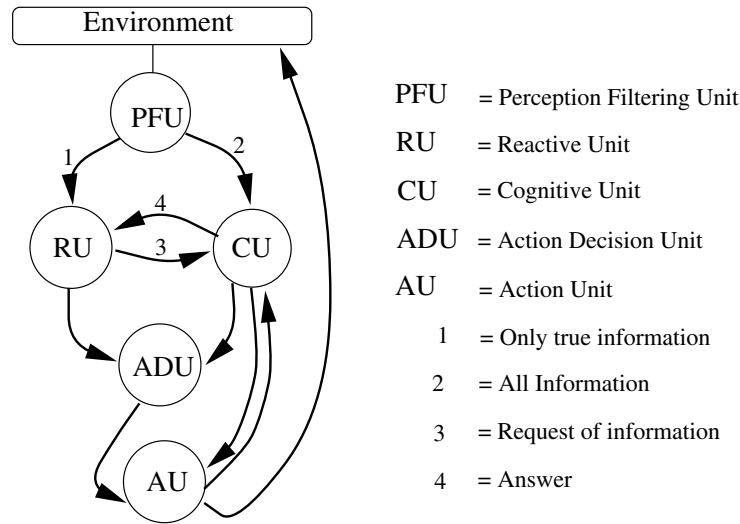 Environment
PFU
1
2
4
RU
3
CU
ADU
AU
PFU = Perception Filtering Unit
RU = Reactive Unit
CU = Cognitive Unit
ADU = Action Decision Unit
AU = Action Unit
1 = Only true information
2 = All Information
3 = Request of information
4 = Answer